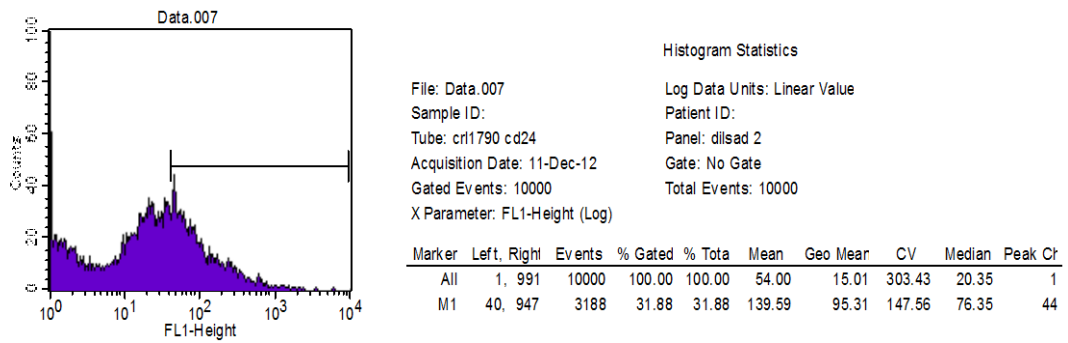 Data.007
100
80
60
40
20
0
Counts
10^0 10^1 10^2 10^3 10^4
FL1-Height
Histogram Statistics
File: Data.007 Log Data Units: Linear Value
Sample ID: Patient ID:
Tube: crl1790 cd24 Panel: dilsad 2
Acquisition Date: 11-Dec-12 Gate: No Gate
Gated Events: 10000 Total Events: 10000
X Parameter: FL1-Height (Log)
Marker Left, Right Events % Gated % Tota Mean Geo Mean CV Median Peak Ch
All 1, 991 10000 100.00 100.00 54.00 15.01 303.43 20.35 1
M1 40, 947 3188 31.88 31.88 139.59 95.31 147.56 76.35 44